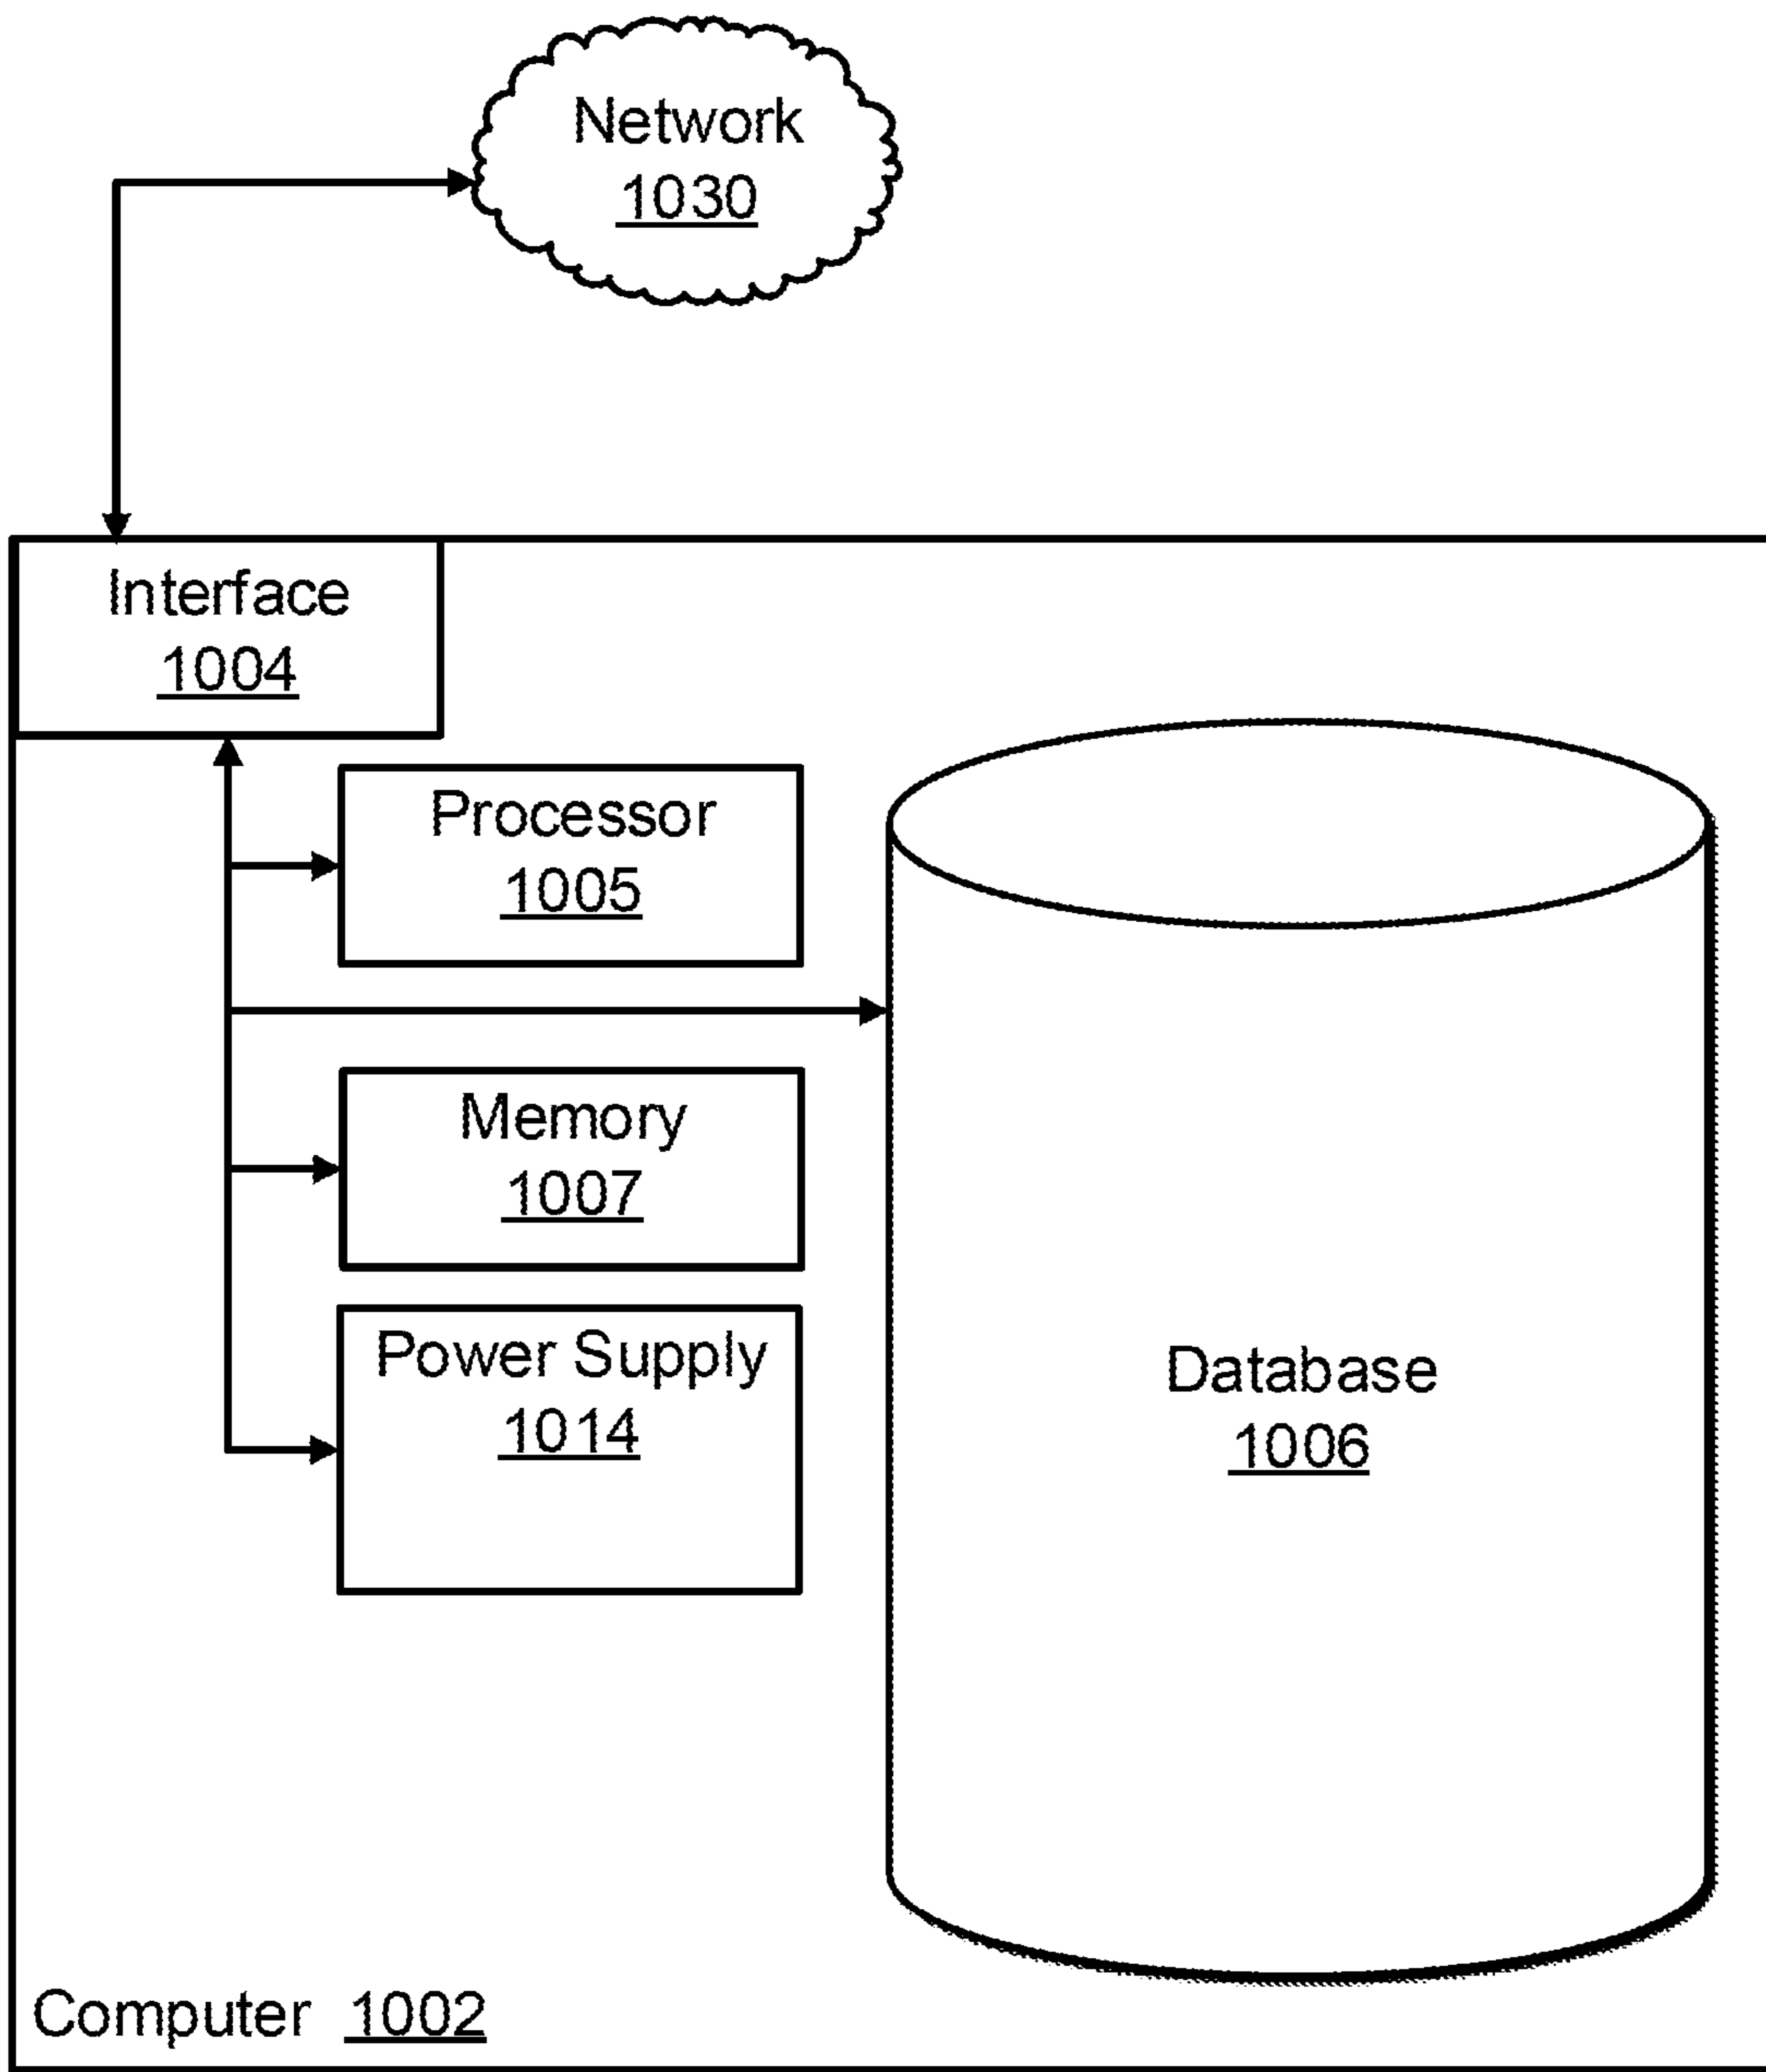 Network
1030
Interface
1004
Processor
1005
Memory
1007
Power Supply
1014
Database
1006
Computer 1002